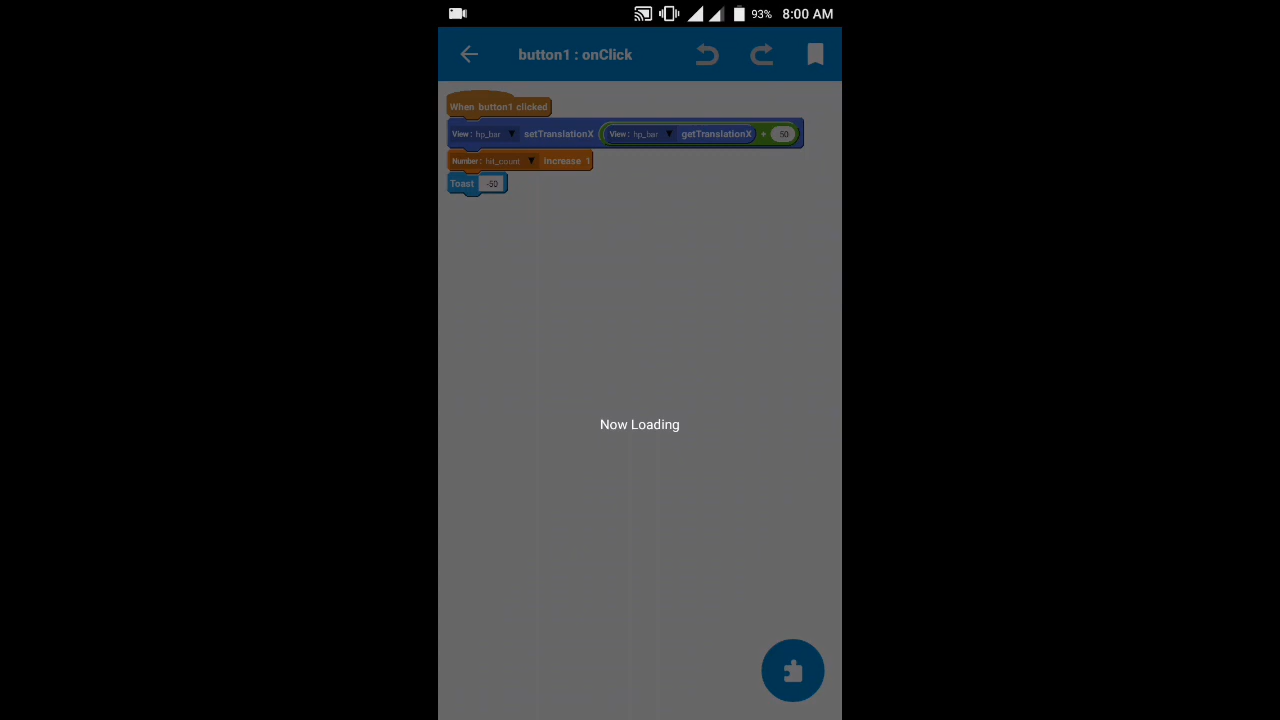 93% 8:00 AM
button1 : onClick
When button1 clicked
View : hp_bar setTranslationX View : hp_bar getTranslationX + 50
Number : hit_count increase 1
Toast -50
Now Loading